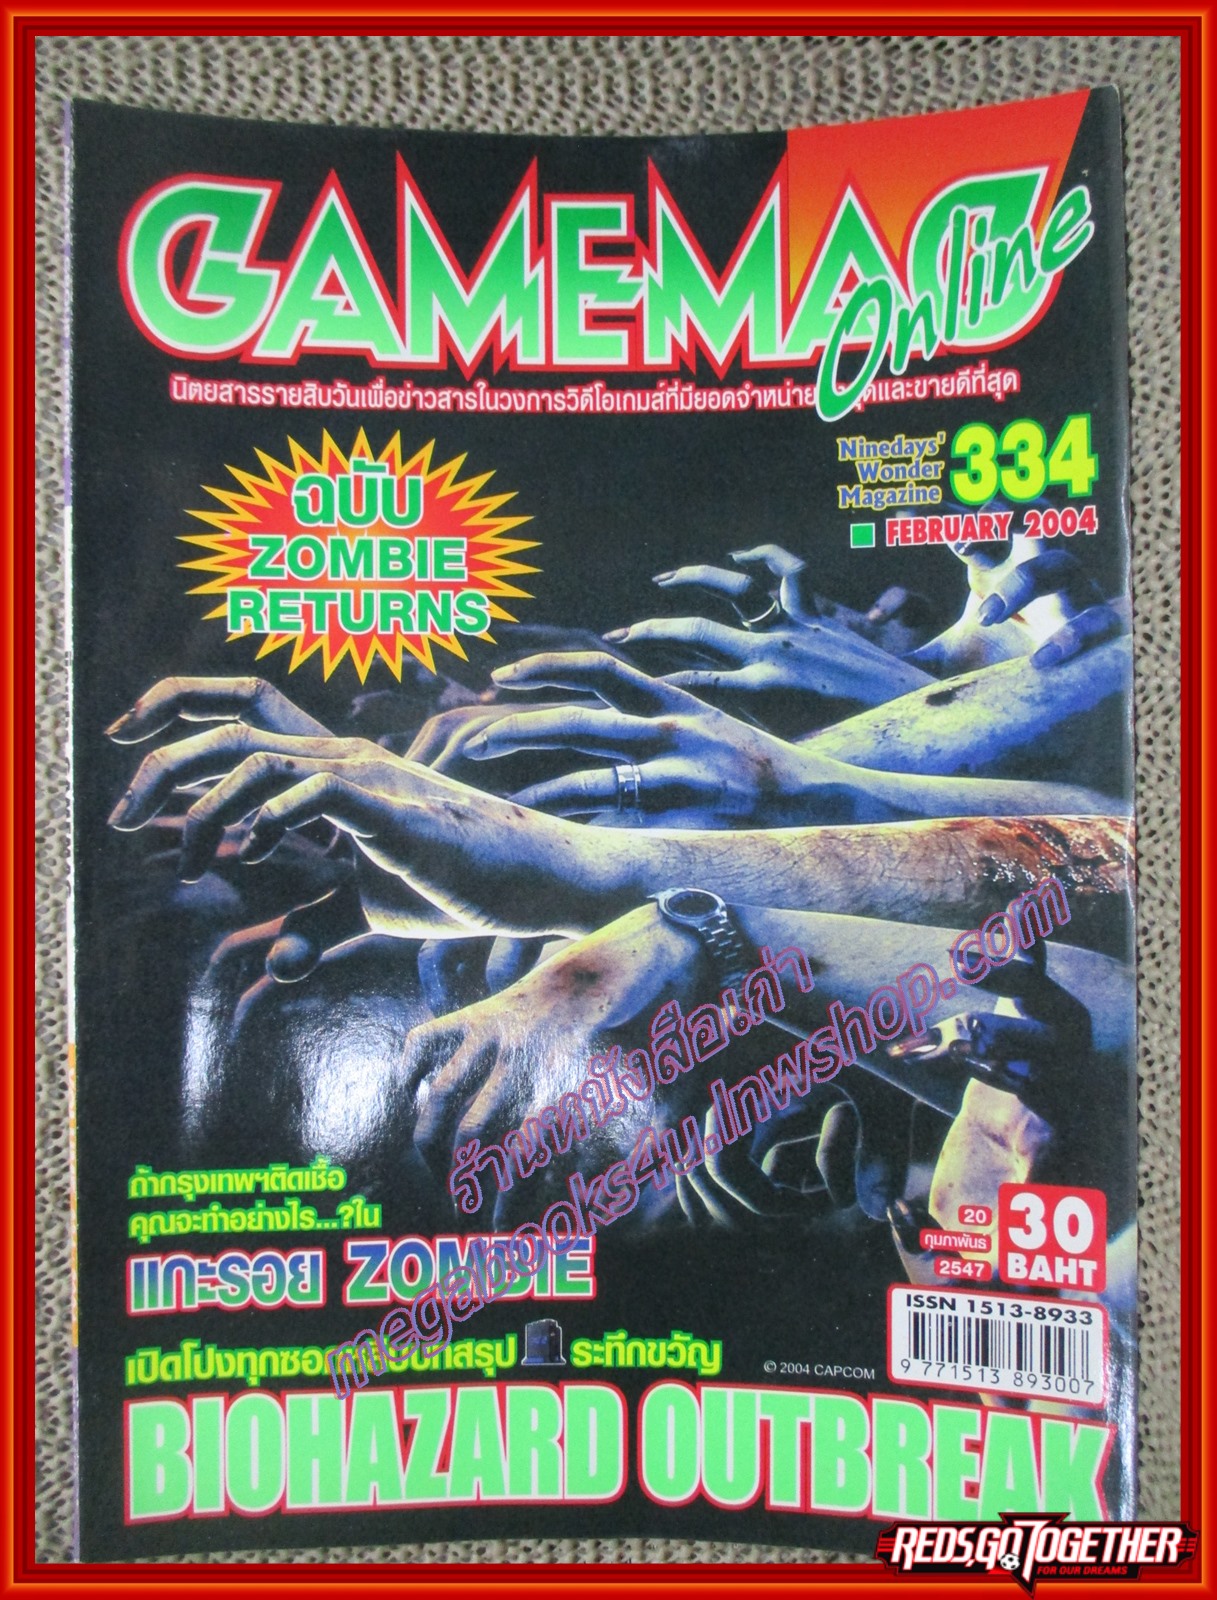 GAMEMAG
Online
นิตยสารรายสิบวันเพื่อข่าวสารในวงการวิดีโอเกมส์ที่มียอดจำหน่าย และขายดีที่สุด
Ninedays'
Wonder
Magazine
334
FEBRUARY 2004
ฉบับ
ZOMBIE
RETURNS
ร้านหนังสือเก่า
megabooks4u.lnwshop.com
ถ้ากรุงเทพฯติดเชื้อ
คุณจะทำอย่างไร...?ใน
แกะรอย ZOMBIE
20
กุมภาพันธ์
2547
30
BAHT
ISSN 1513-8933
9 771513 893007
เปิดโปงทุกซอก บทสรุป ระทึกขวัญ
© 2004 CAPCOM
BIOHAZARD OUTBREAK
REDS,GOTOGETHER
FOR OUR DREAMS